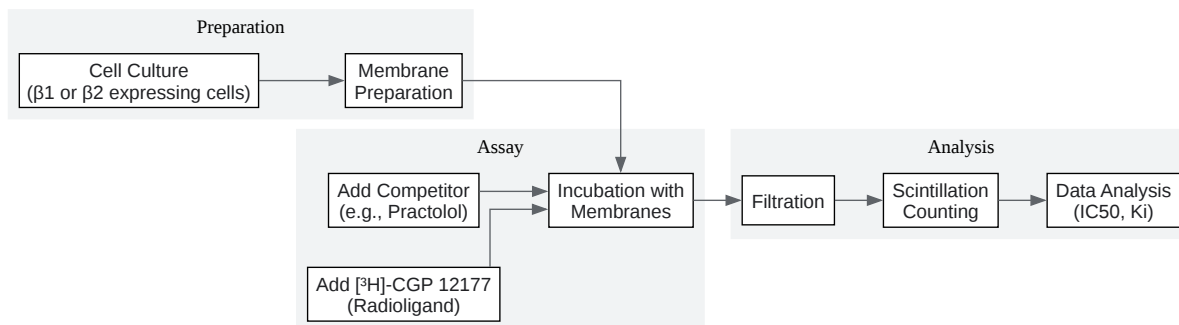 Preparation
Cell Culture
(β1 or β2 expressing cells)
Membrane
Preparation
Assay
Add Competitor
(e.g., Practolol)
Incubation with
Membranes
Add [³H]-CGP 12177
(Radioligand)
Analysis
Filtration
Scintillation
Counting
Data Analysis
(IC50, Ki)